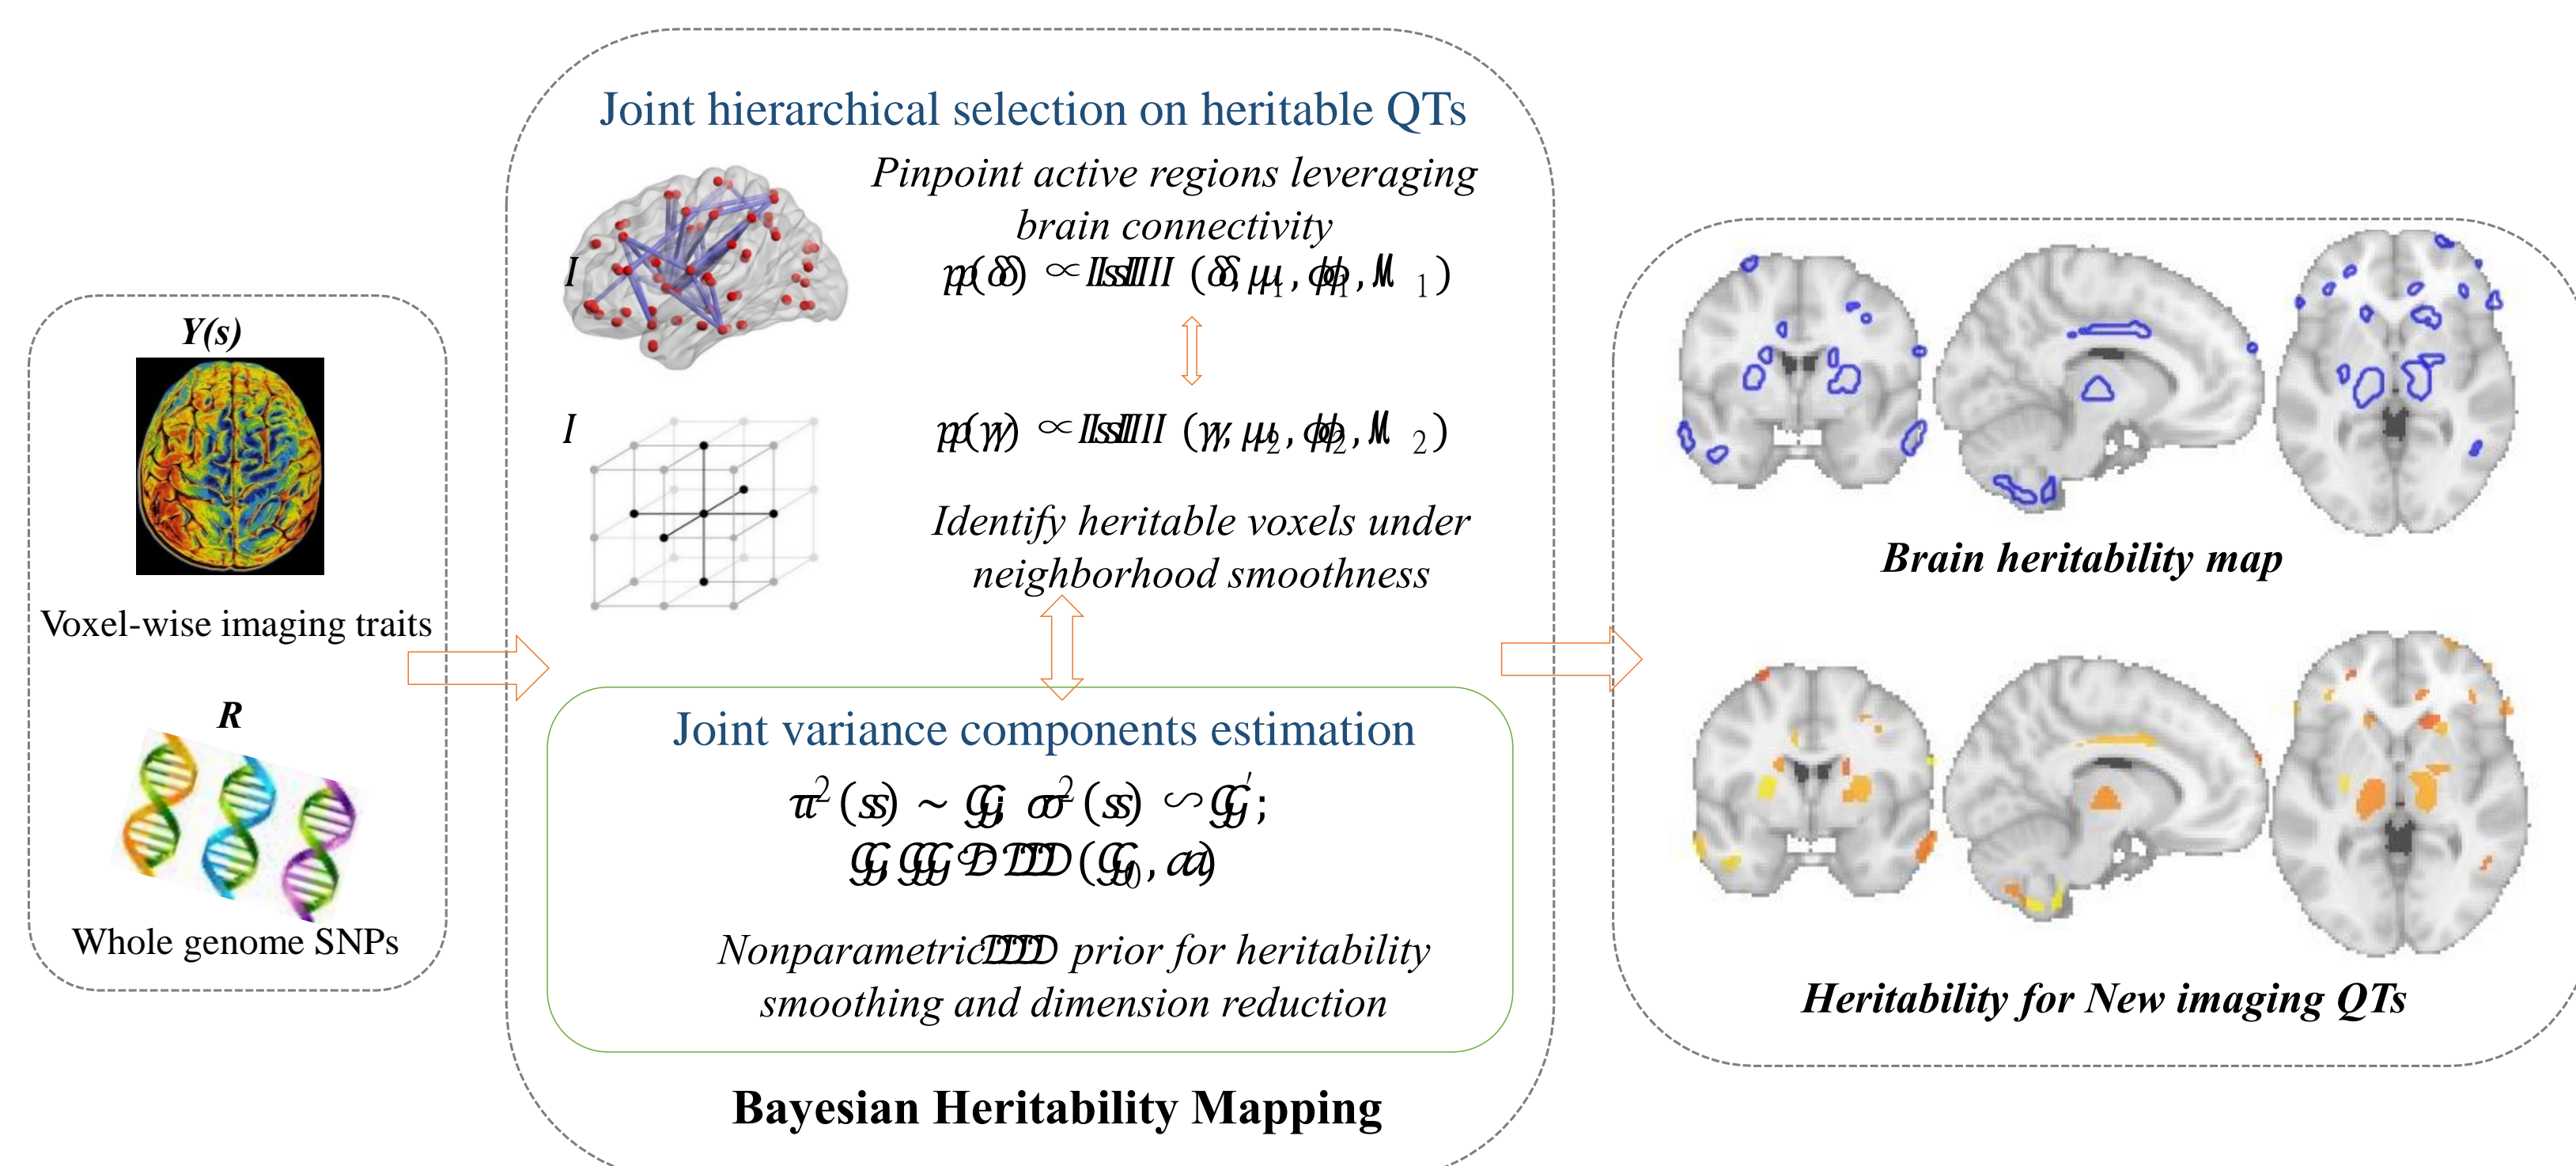 Y(s)
Voxel-wise imaging traits
R
Whole genome SNPs
Joint hierarchical selection on heritable QTs
Pinpoint active regions leveraging
brain connectivity
I
I
Identify heritable voxels under
neighborhood smoothness
Joint variance components estimation
Nonparametric prior for heritability
smoothing and dimension reduction
Bayesian Heritability Mapping
Brain heritability map
Heritability for New imaging QTs